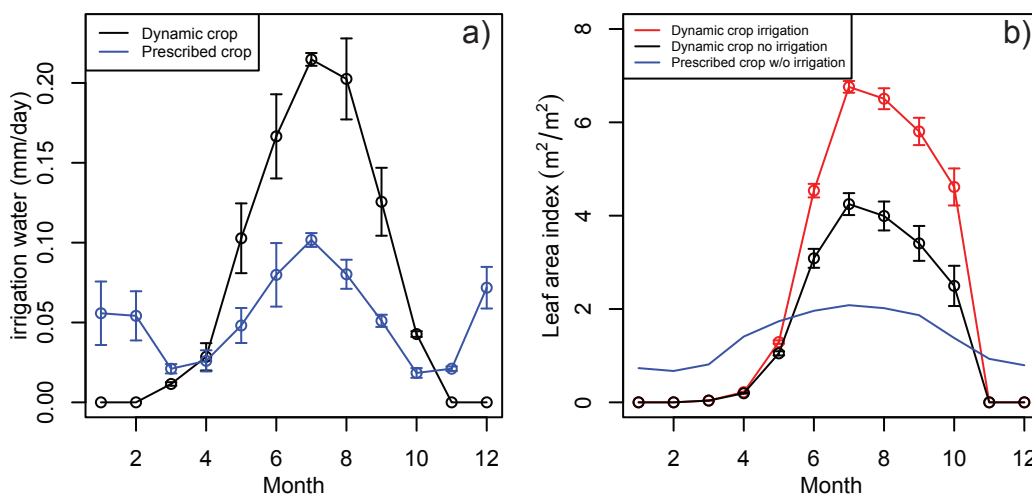 a)
Dynamic crop
Prescribed crop
irrigation water (mm/day)
0.20
0.15
0.10
0.05
0.00
2 4 6 8 10 12
Month
b)
Dynamic crop irrigation
Dynamic crop no irrigation
Prescribed crop w/o irrigation
Leaf area index (m²/m²)
8
6
4
2
0
2 4 6 8 10 12
Month